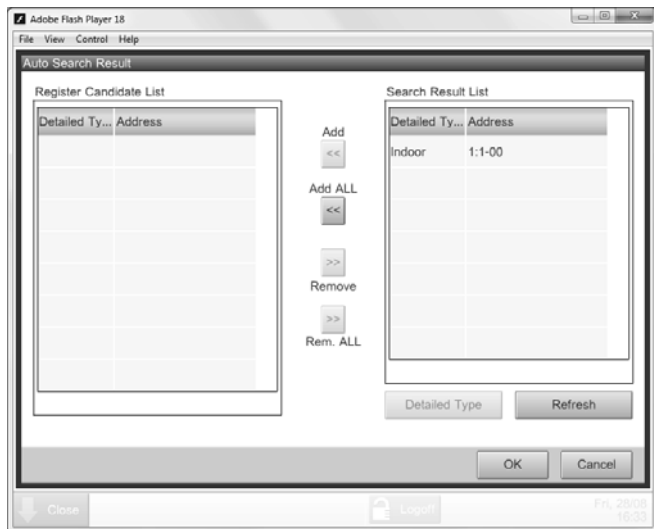 Adobe Flash Player 18
File View Control Help
Auto Search Result
Register Candidate List
Detailed Ty... Address
Add
<<
Add ALL
<<
>>
Remove
>>
Rem. ALL
Search Result List
Detailed Ty... Address
Indoor 1:1-00
Detailed Type Refresh
OK Cancel
Close Logoff Fri, 28/08
16:33